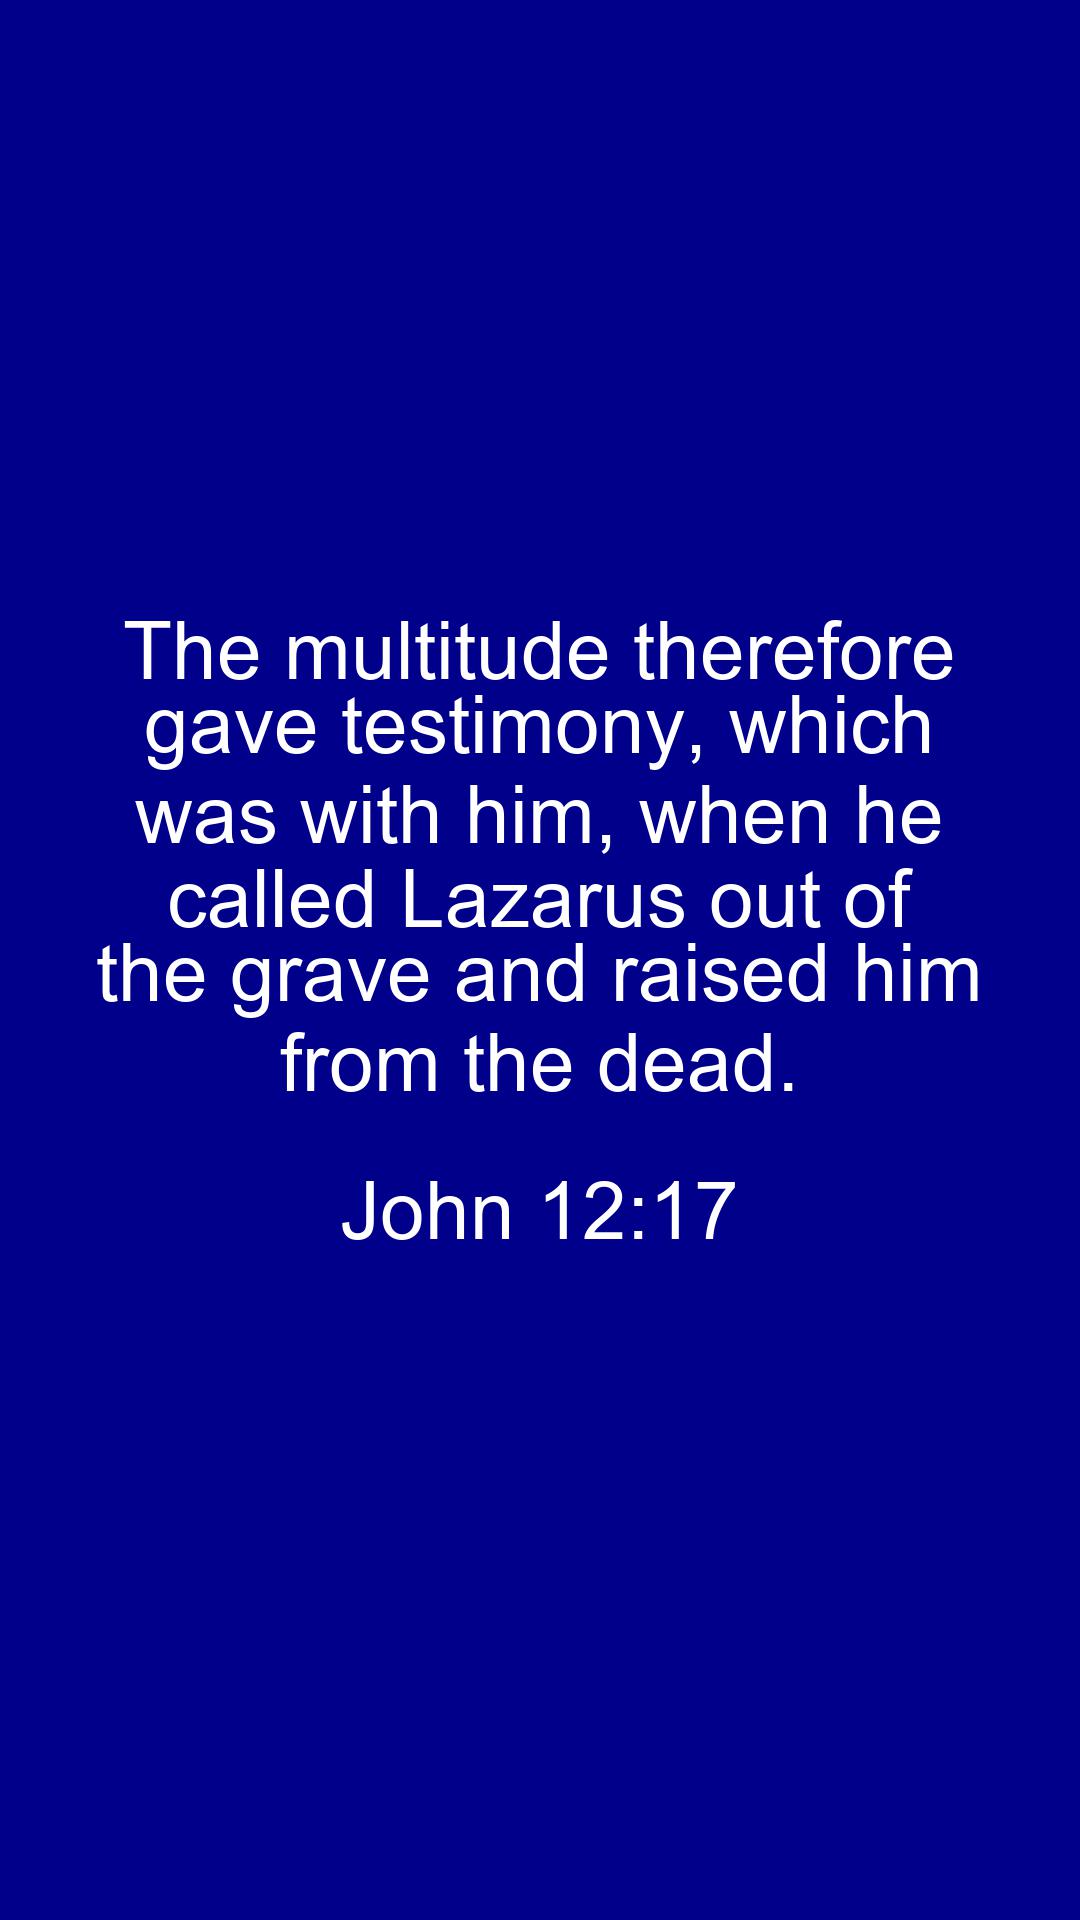 The multitude therefore
gave testimony, which
was with him, when he
called Lazarus out of
the grave and raised him
from the dead.
John 12:17